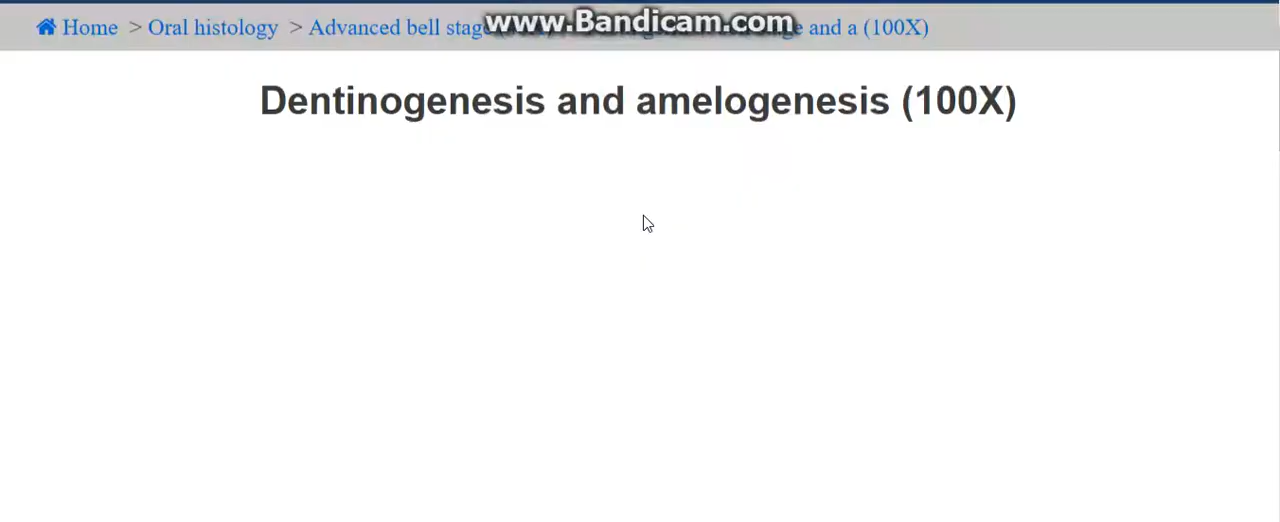 www.Bandicam.com
Home > Oral histology > Advanced bell stag and a (100X)
Dentinogenesis and amelogenesis (100X)